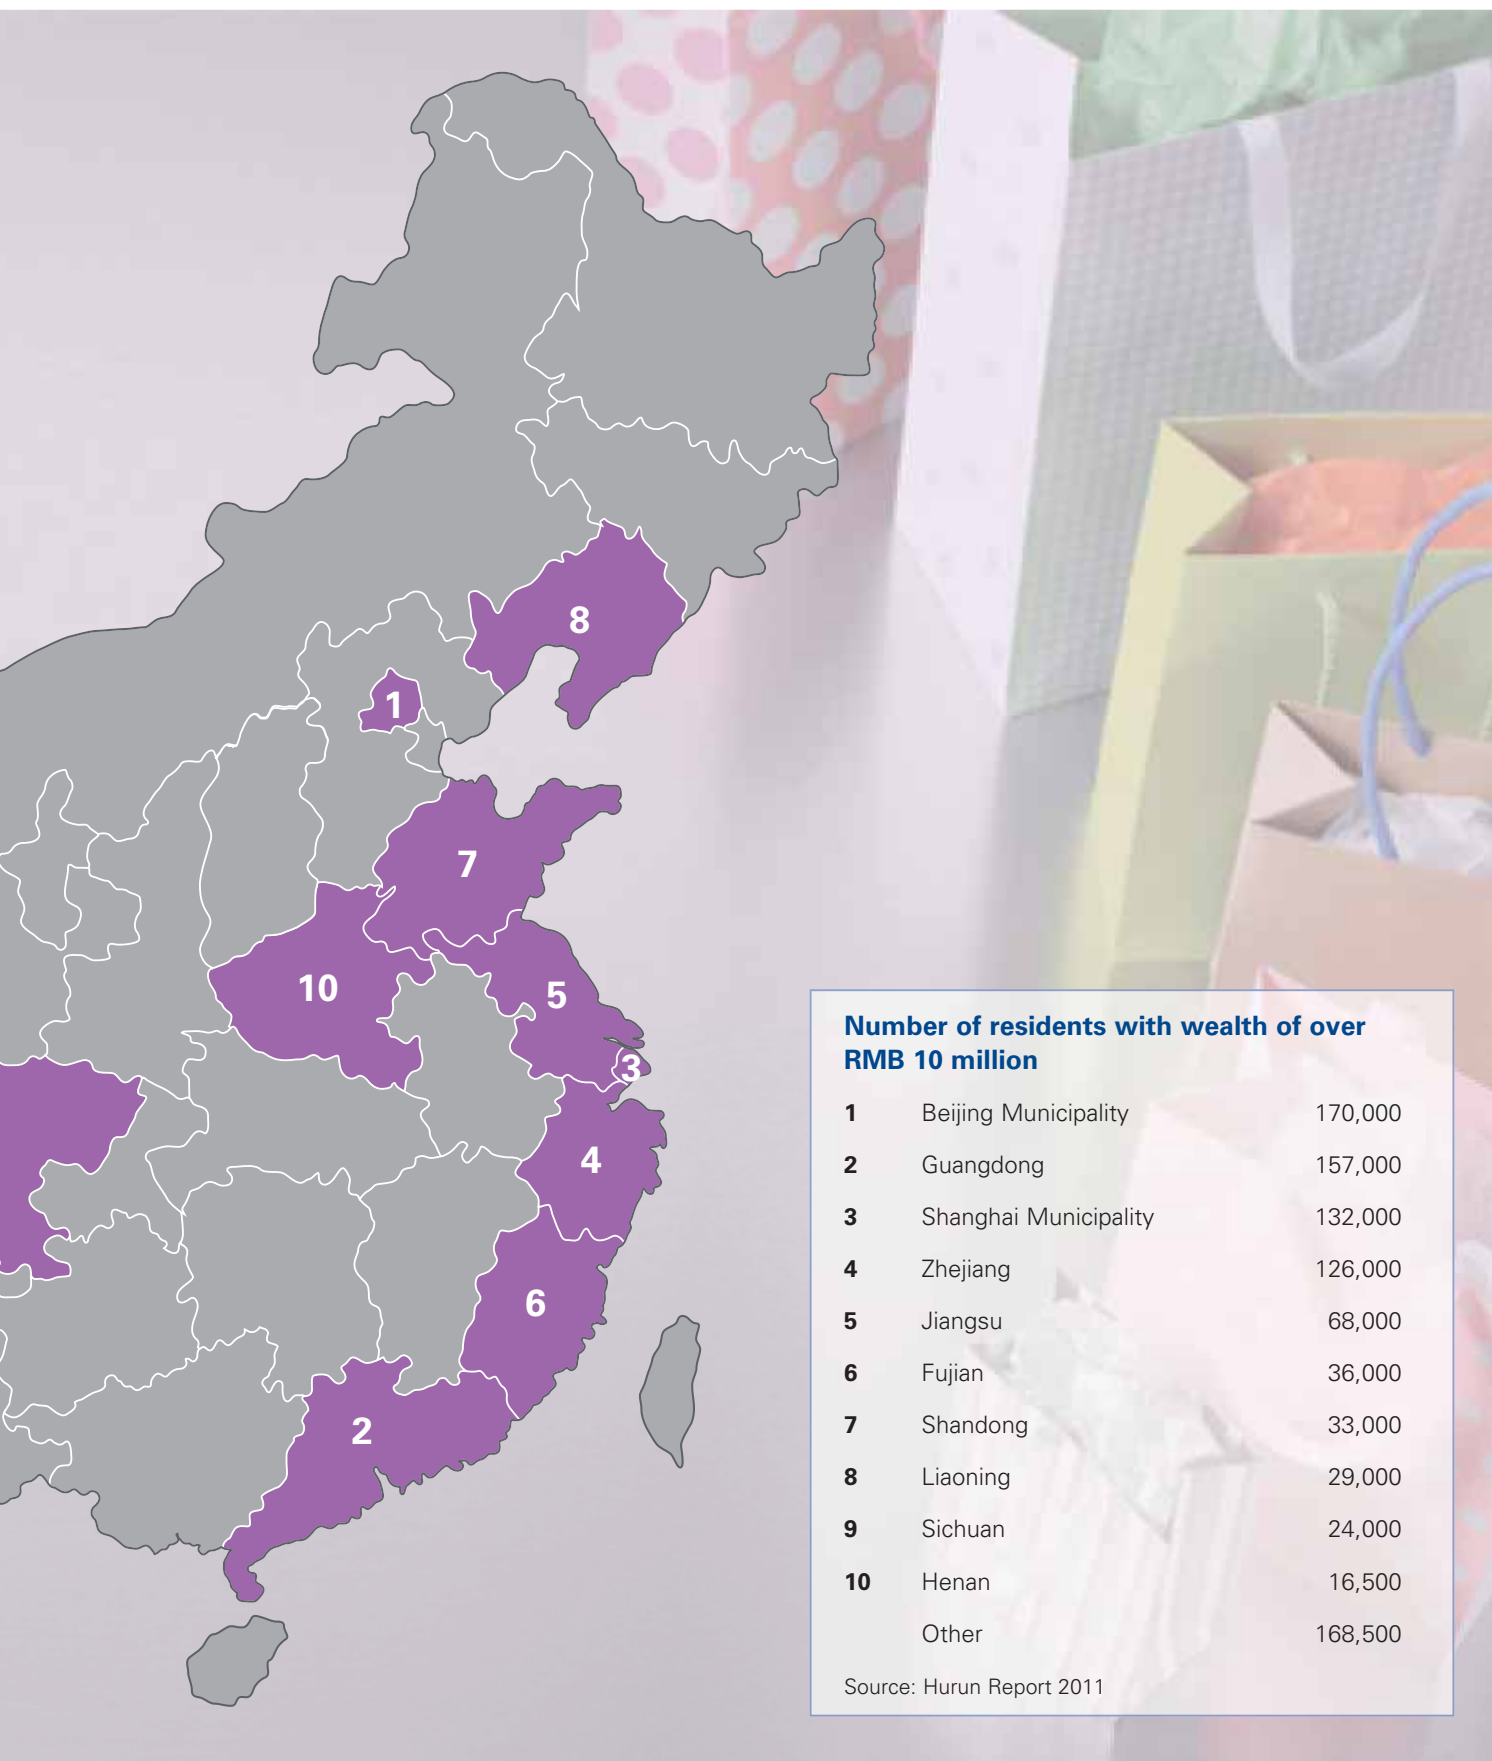 8
1
7
10
5
3
4
6
2
Number of residents with wealth of over
RMB 10 million
1 Beijing Municipality 170,000
2 Guangdong 157,000
3 Shanghai Municipality 132,000
4 Zhejiang 126,000
5 Jiangsu 68,000
6 Fujian 36,000
7 Shandong 33,000
8 Liaoning 29,000
9 Sichuan 24,000
10 Henan 16,500
Other 168,500
Source: Hurun Report 2011